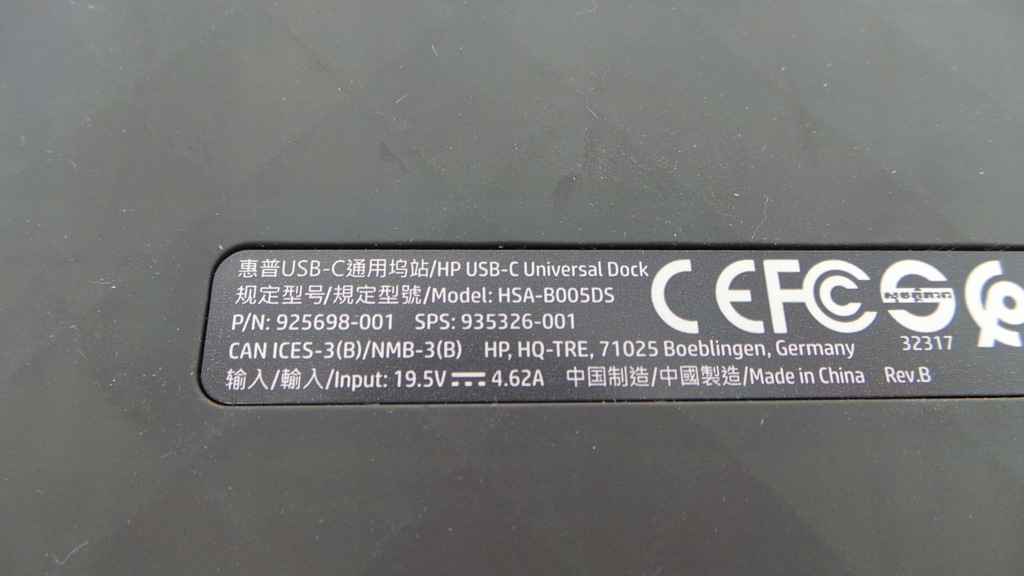 惠普USB-C通用坞站/HP USB-C Universal Dock
规定型号/規定型號/Model: HSA-B005DS
P/N: 925698-001 SPS: 935326-001
CAN ICES-3(B)/NMB-3(B) HP, HQ-TRE, 71025 Boeblingen, Germany
输入/輸入/Input: 19.5V⎓4.62A 中国制造/中國製造/Made in China Rev.B
CE FC
32317